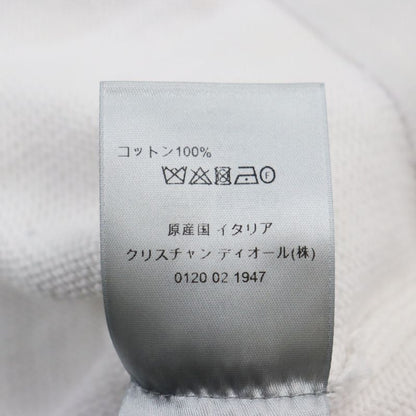 コットン100%
F
原産国 イタリア
クリスチャン ディオール(株)
0120 02 1947